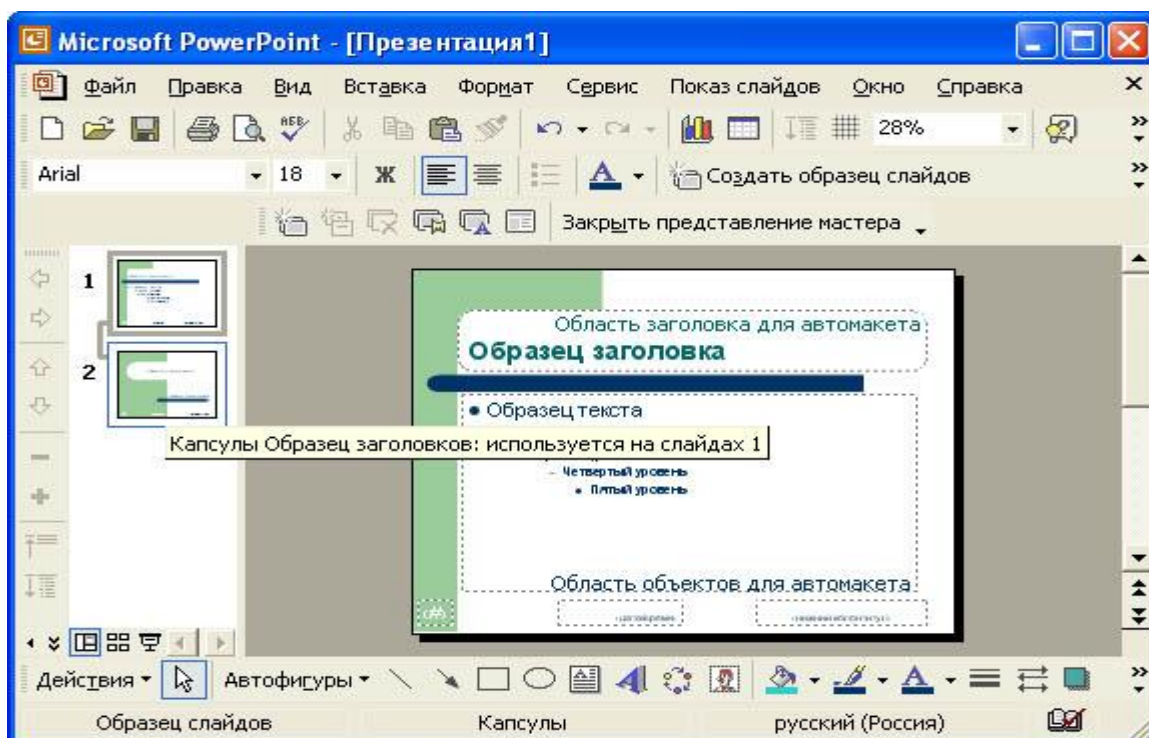 Microsoft PowerPoint - [Презентация1]
Файл Правка Вид Вставка Формат Сервис Показ слайдов Окно Справка
28%
Arial 18 Ж А Создать образец слайдов
Закрыть представление мастера
1
Область заголовка для автомакета
Образец заголовка
2
Образец текста
Капсулы Образец заголовков: используется на слайдах 1
Четвертый уровень
Пятый уровень
Область объектов для автомакета
Действия Автофигуры А
Образец слайдов Капсулы русский (Россия)